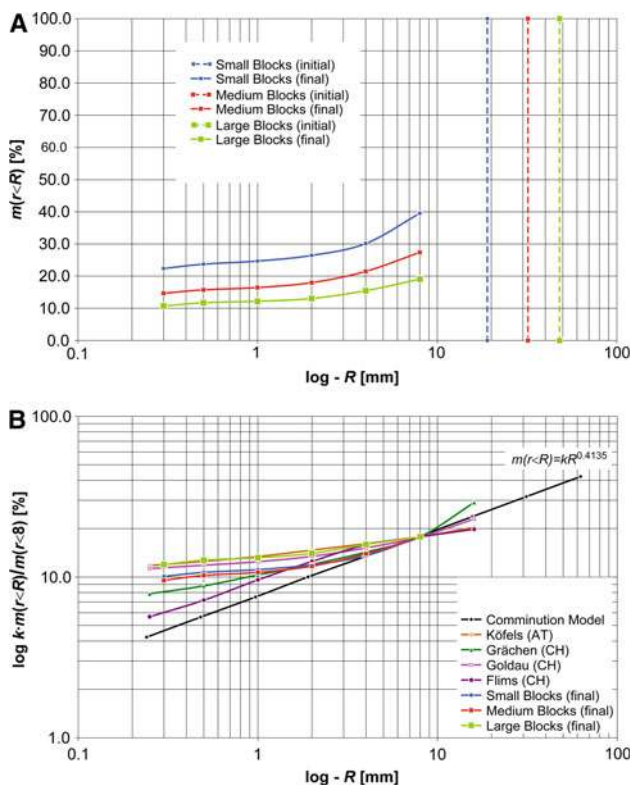 A
100.0
90.0
80.0
70.0
60.0
50.0
40.0
30.0
20.0
10.0
0.0
m(r<R) [%]
Small Blocks (initial)
Small Blocks (final)
Medium Blocks (initial)
Medium Blocks (final)
Large Blocks (initial)
Large Blocks (final)
0.1 1 10 100
log - R [mm]
B
100.0
10.0
1.0
log k·m(r<R)/m(r<8) [%]
m(r<R)=kR^0.4135
Comminution Model
Köfels (AT)
Grächen (CH)
Goldau (CH)
Flims (CH)
Small Blocks (final)
Medium Blocks (final)
Large Blocks (final)
0.1 1 10 100
log - R [mm]